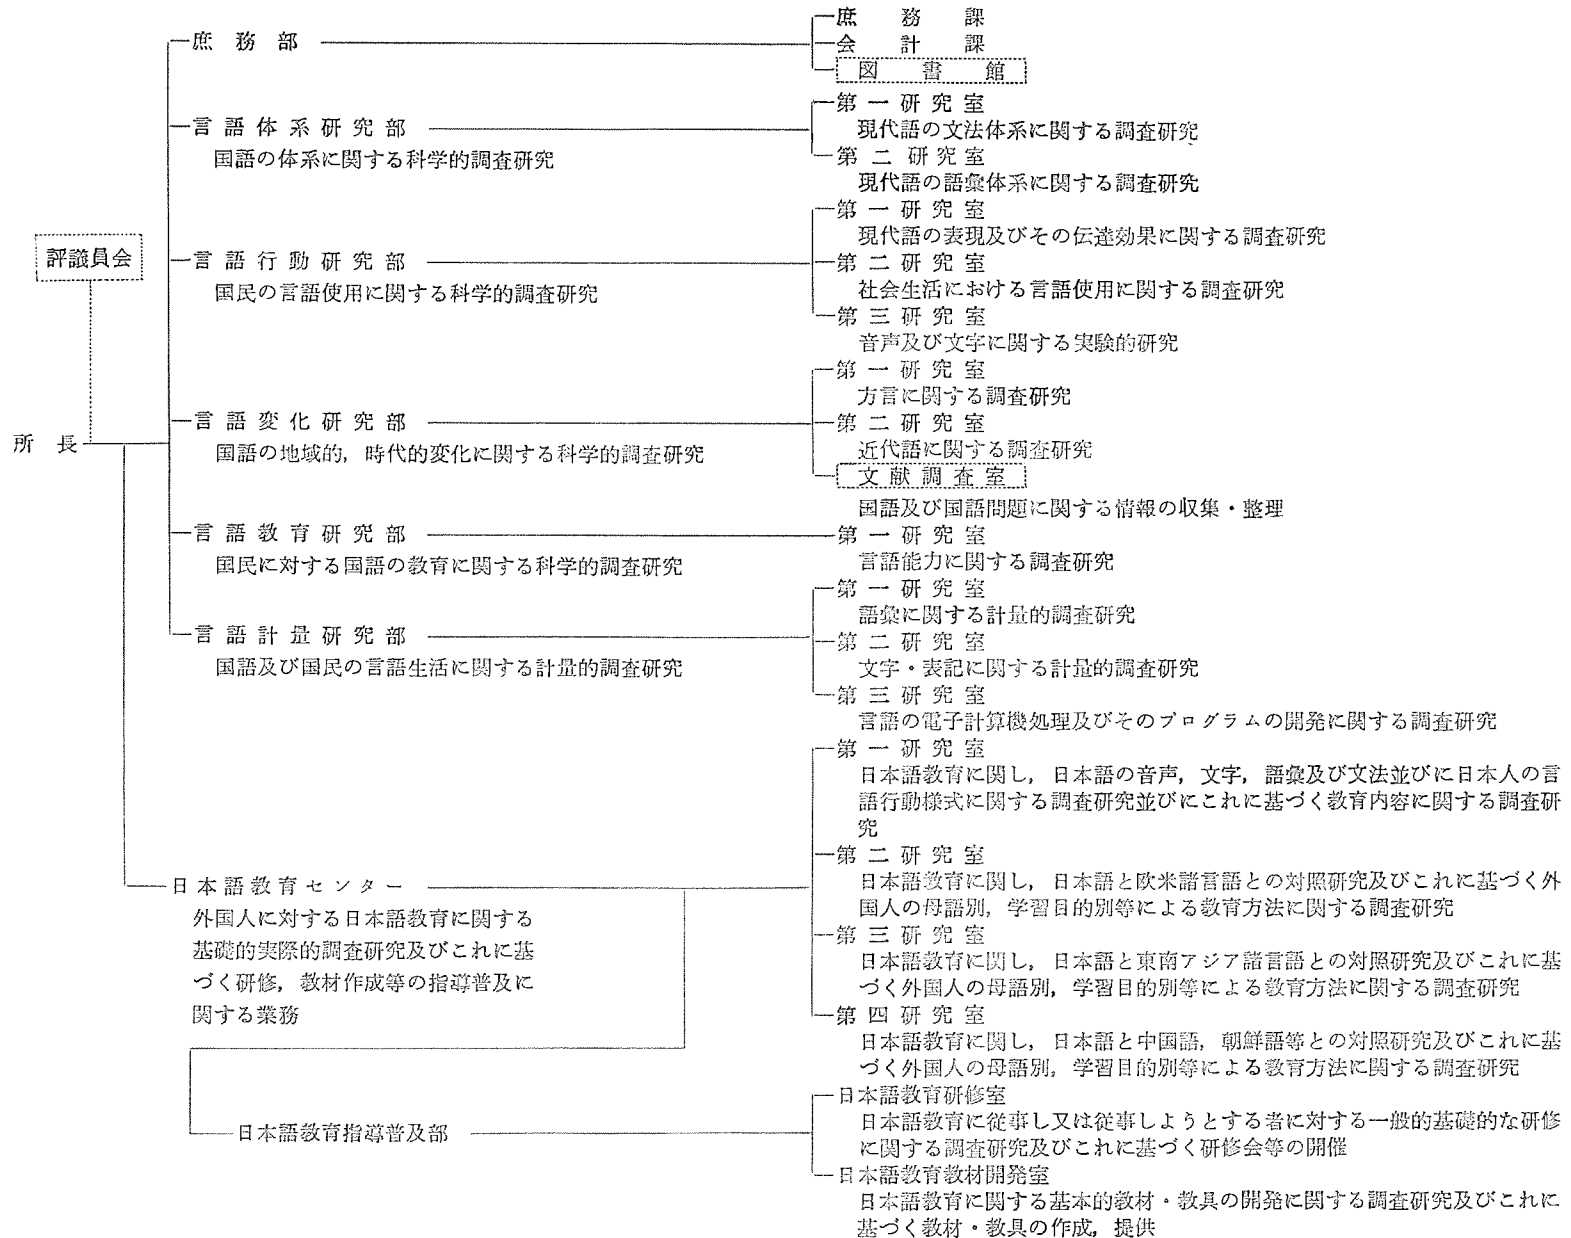 評議員会
所長
庶務部
庶務課
会計課
図書館
言語体系研究部
国語の体系に関する科学的調査研究
第一研究室
現代語の文法体系に関する調査研究
第二研究室
現代語の語彙体系に関する調査研究
言語行動研究部
国民の言語使用に関する科学的調査研究
第一研究室
現代語の表現及びその伝達効果に関する調査研究
第二研究室
社会生活における言語使用に関する調査研究
第三研究室
音声及び文字に関する実験的研究
言語変化研究部
国語の地域的，時代的変化に関する科学的調査研究
第一研究室
方言に関する調査研究
第二研究室
近代語に関する調査研究
文献調査室
国語及び国語問題に関する情報の収集・整理
言語教育研究部
国民に対する国語の教育に関する科学的調査研究
第一研究室
言語能力に関する調査研究
言語計量研究部
国語及び国民の言語生活に関する計量的調査研究
第一研究室
語彙に関する計量的調査研究
第二研究室
文字・表記に関する計量的調査研究
第三研究室
言語の電子計算機処理及びそのプログラムの開発に関する調査研究
日本語教育センター
外国人に対する日本語教育に関する
基礎的実際的調査研究及びこれに基
づく研修，教材作成等の指導普及に
関する業務
第一研究室
日本語教育に関し，日本語の音声，文字，語彙及び文法並びに日本人の言
語行動様式に関する調査研究並びにこれに基づく教育内容に関する調査研
究
第二研究室
日本語教育に関し，日本語と欧米諸言語との対照研究及びこれに基づく外
国人の母語別，学習目的別等による教育方法に関する調査研究
第三研究室
日本語教育に関し，日本語と東南アジア諸言語との対照研究及びこれに基
づく外国人の母語別，学習目的別等による教育方法に関する調査研究
第四研究室
日本語教育に関し，日本語と中国語，朝鮮語等との対照研究及びこれに基
づく外国人の母語別，学習目的別等による教育方法に関する調査研究
日本語教育指導普及部
日本語教育研修室
日本語教育に従事し又は従事しようとする者に対する一般的基礎的な研修
に関する調査研究及びこれに基づく研修会等の開催
日本語教育教材開発室
日本語教育に関する基本的教材・教具の開発に関する調査研究及びこれに
基づく教材・教具の作成，提供